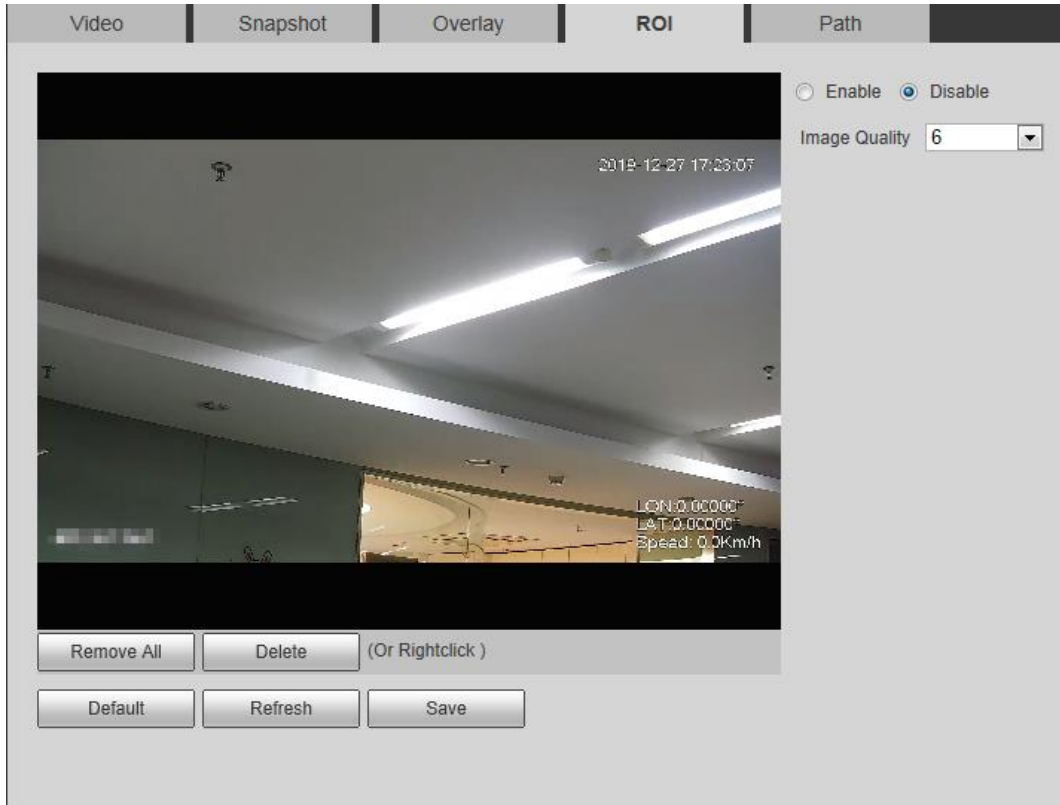 Video Snapshot Overlay ROI Path
Enable Disable
Image Quality 6
2019-12-27 17:23:07
LON:0.00000°
LAT:0.00000°
Speed: 0.0Km/h
Remove All Delete (Or Rightclick )
Default Refresh Save